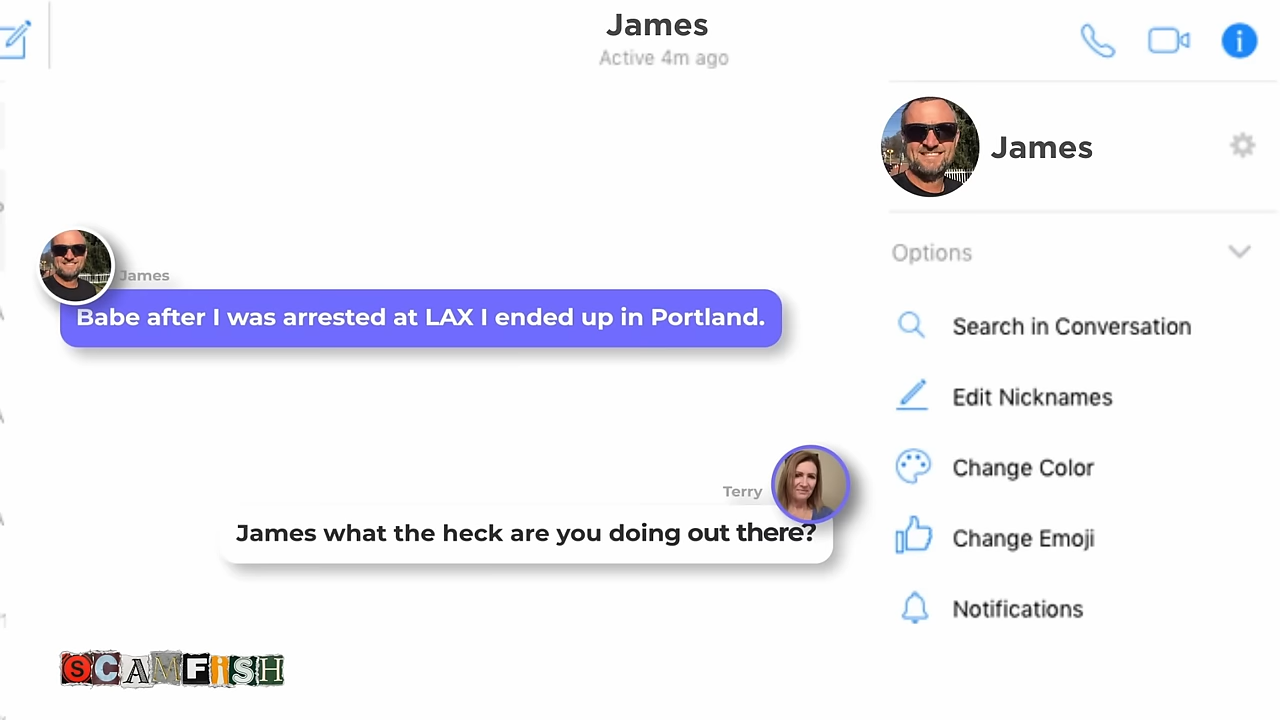 James
Active 4m ago
James
James
Babe after I was arrested at LAX I ended up in Portland.
Terry
James what the heck are you doing out there?
Options
Search in Conversation
Edit Nicknames
Change Color
Change Emoji
Notifications
SCAMFiSH